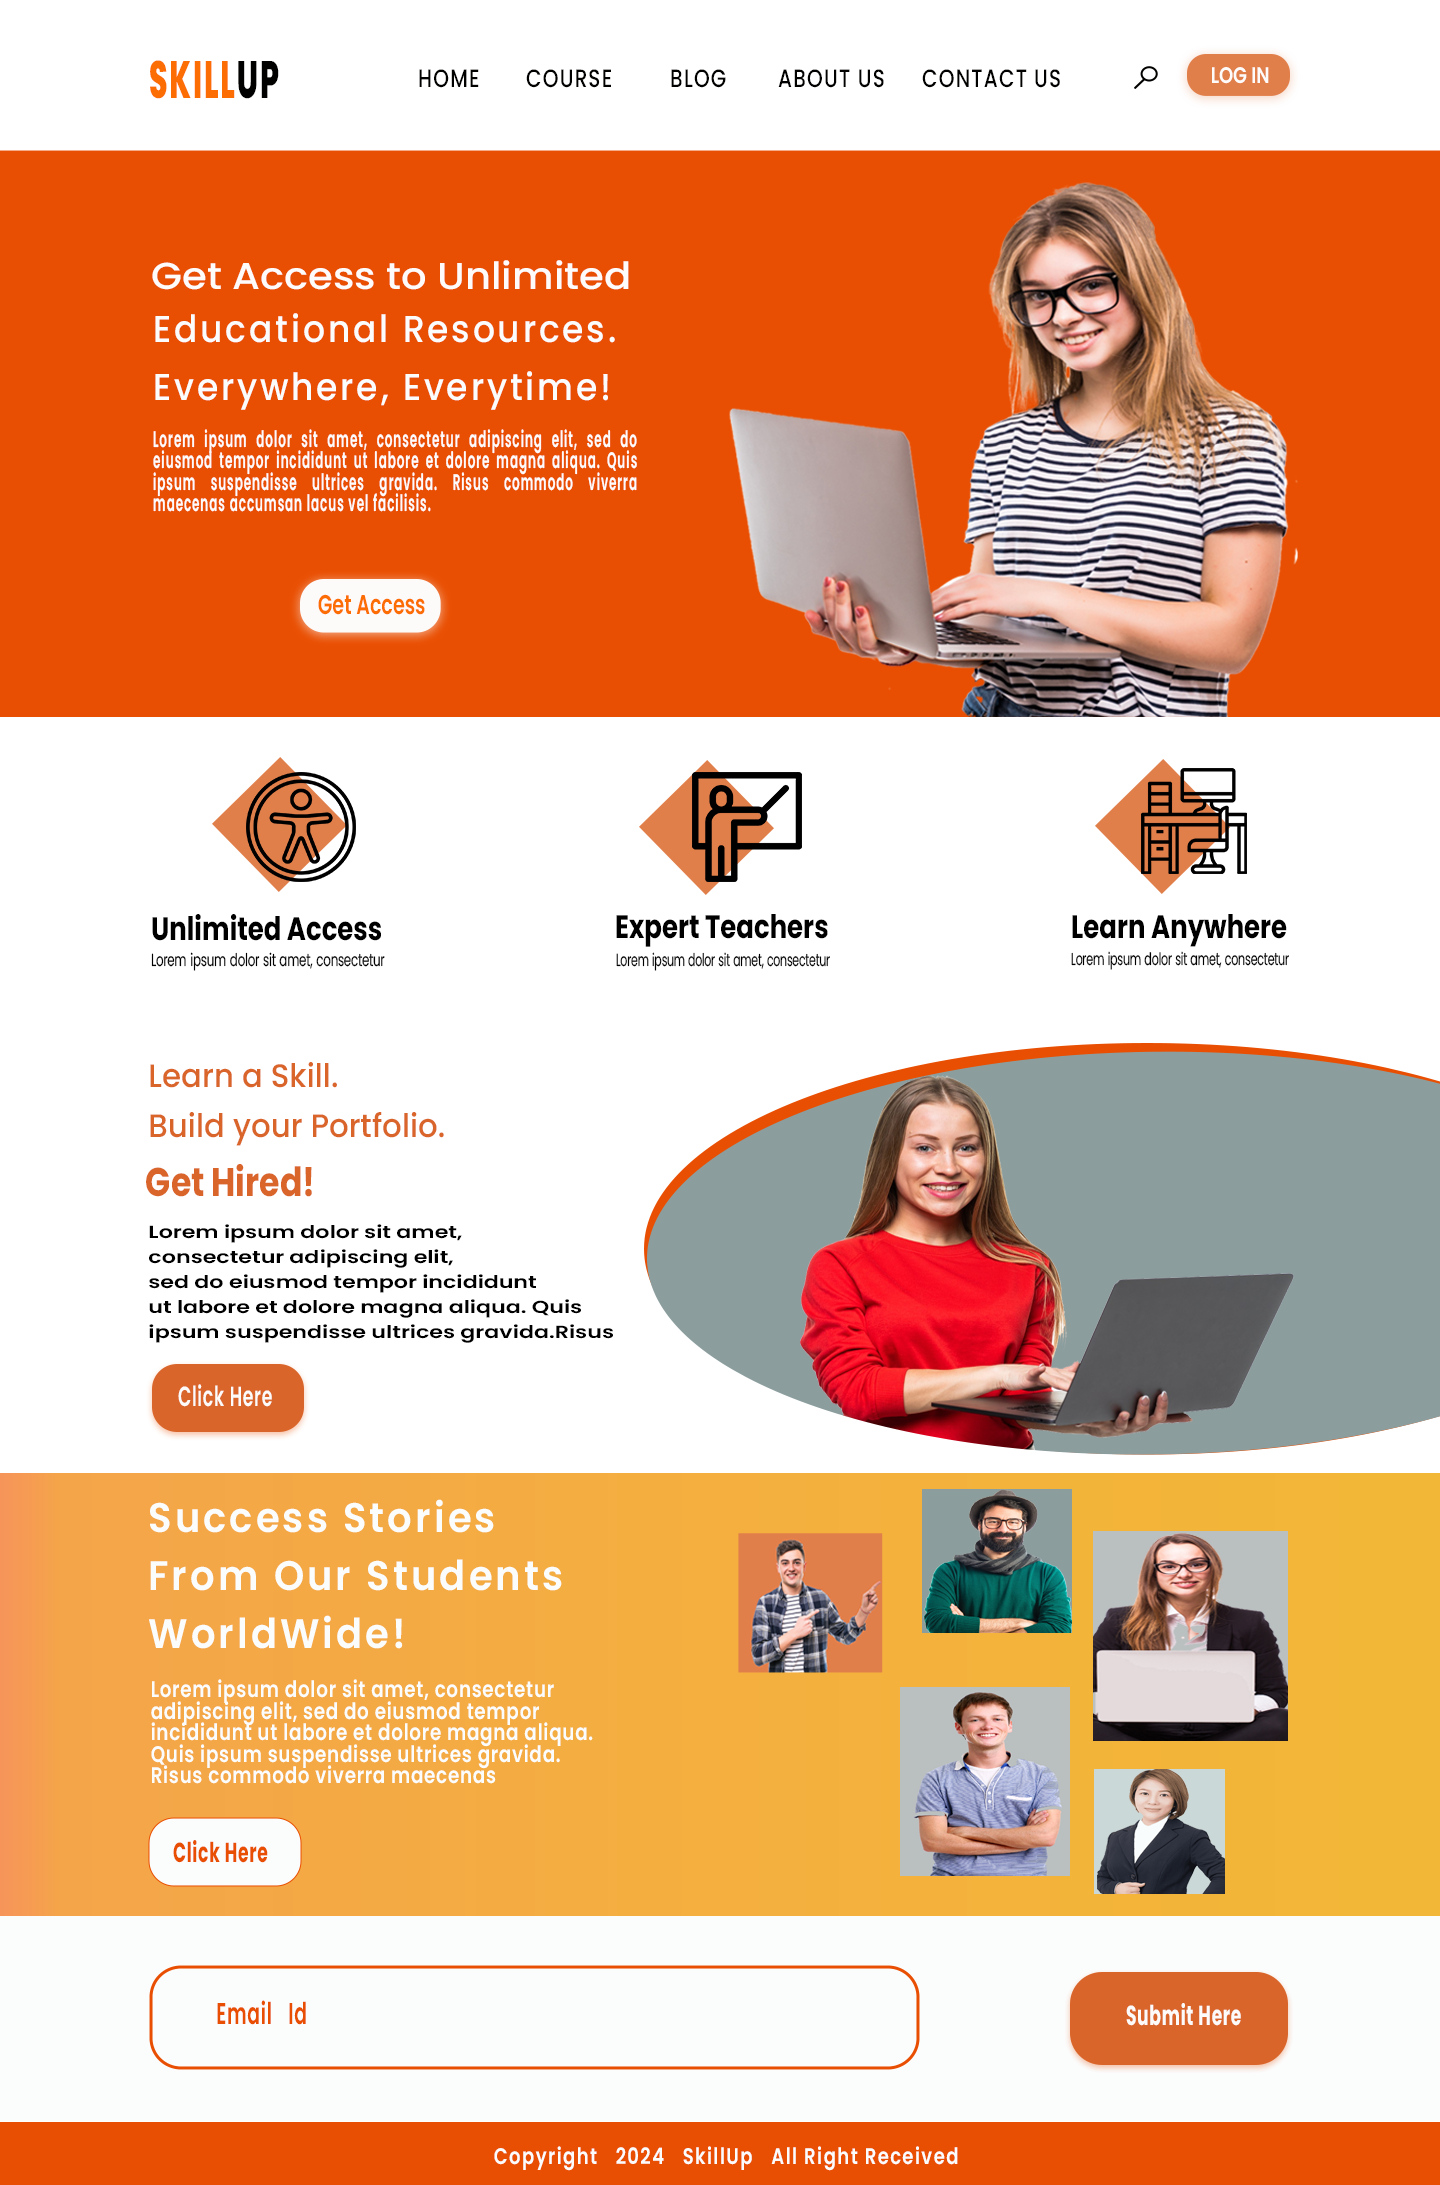 SKILLUP
HOME COURSE BLOG ABOUT US CONTACT US
LOG IN
Get Access to Unlimited
Educational Resources.
Everywhere, Everytime!
Lorem ipsum dolor sit amet, consectetur adipiscing elit, sed do
eiusmod tempor incididunt ut labore et dolore magna aliqua. Quis
ipsum suspendisse ultrices gravida. Risus commodo viverra
maecenas accumsan lacus vel facilisis.
Get Access
Unlimited Access
Lorem ipsum dolor sit amet, consectetur
Expert Teachers
Lorem ipsum dolor sit amet, consectetur
Learn Anywhere
Lorem ipsum dolor sit amet, consectetur
Learn a Skill.
Build your Portfolio.
Get Hired!
Lorem ipsum dolor sit amet,
consectetur adipiscing elit,
sed do eiusmod tempor incididunt
ut labore et dolore magna aliqua. Quis
ipsum suspendisse ultrices gravida.Risus
Click Here
Success Stories
From Our Students
WorldWide!
Lorem ipsum dolor sit amet, consectetur
adipiscing elit, sed do eiusmod tempor
incididunt ut labore et dolore magna aliqua.
Quis ipsum suspendisse ultrices gravida.
Risus commodo viverra maecenas
Click Here
Email Id
Submit Here
Copyright 2024 SkillUp All Right Received